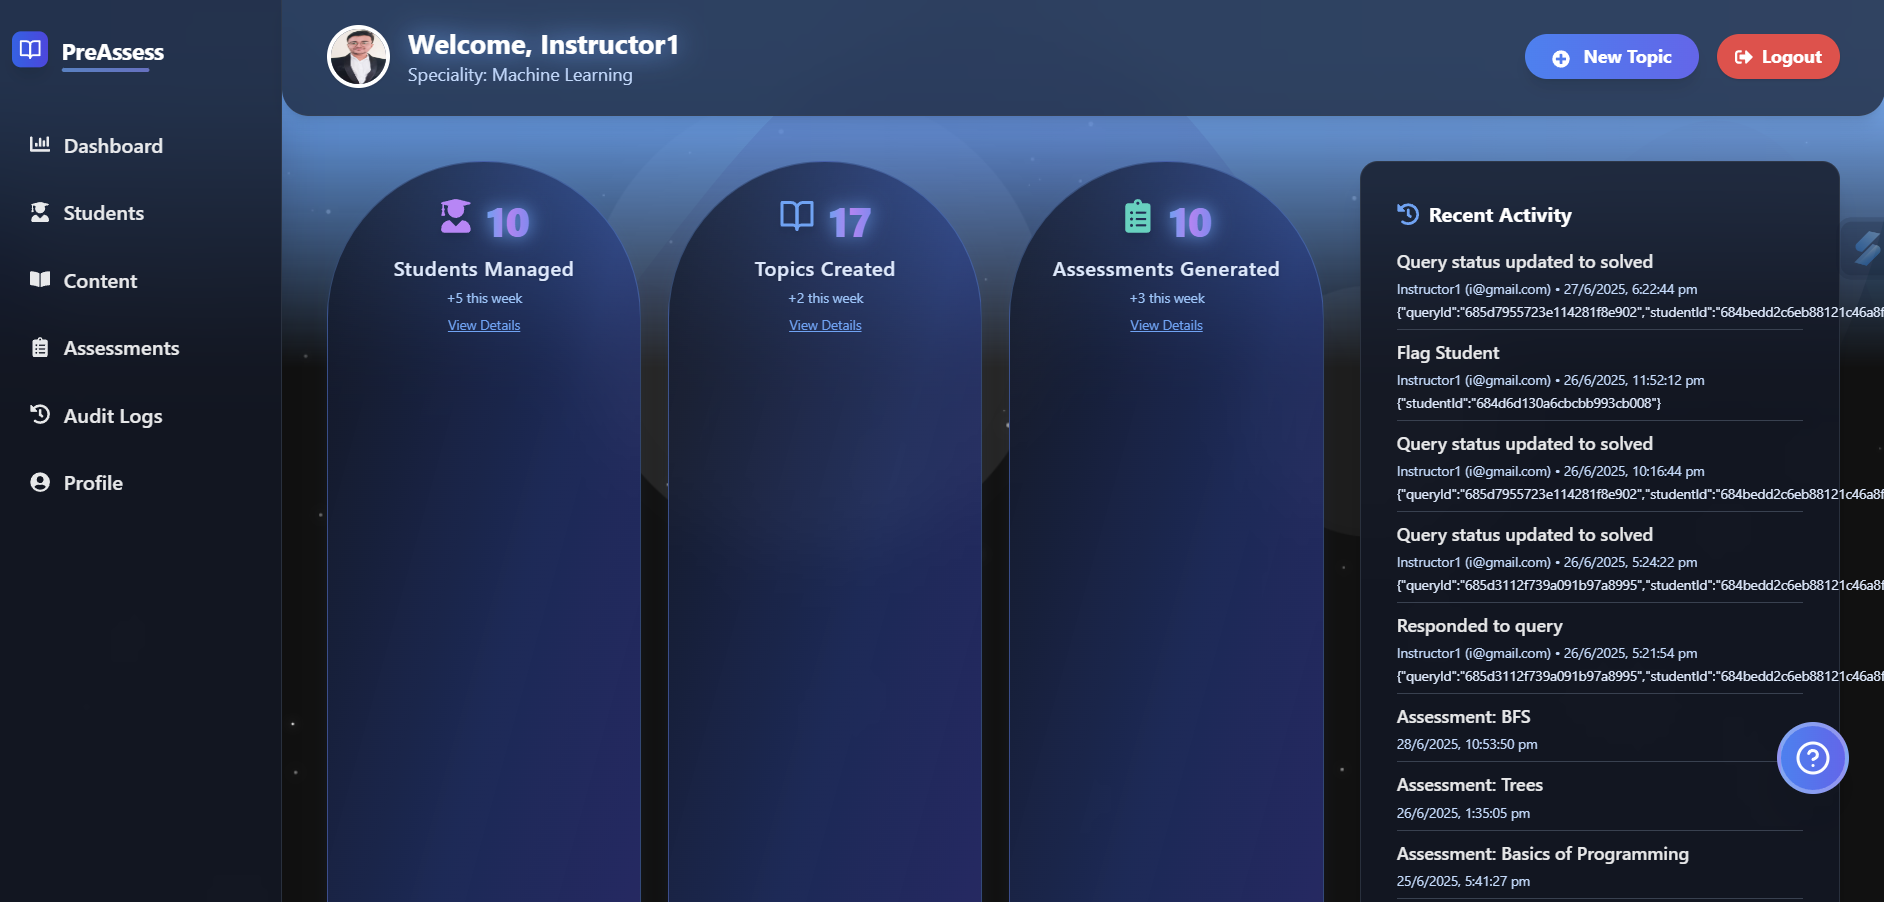 PreAssess
Dashboard
Students
Content
Assessments
Audit Logs
Profile
Welcome, Instructor1
Speciality: Machine Learning
New Topic
Logout
10
Students Managed
+5 this week
View Details
17
Topics Created
+2 this week
View Details
10
Assessments Generated
+3 this week
View Details
Recent Activity
Query status updated to solved
Instructor1 (i@gmail.com) • 27/6/2025, 6:22:44 pm
{"queryId":"685d7955723e114281f8e902","studentId":"684bedd2c6eb88121c46a8f
Flag Student
Instructor1 (i@gmail.com) • 26/6/2025, 11:52:12 pm
{"studentId":"684d6d130a6cbcbb993cb008"}
Query status updated to solved
Instructor1 (i@gmail.com) • 26/6/2025, 10:16:44 pm
{"queryId":"685d7955723e114281f8e902","studentId":"684bedd2c6eb88121c46a8f
Query status updated to solved
Instructor1 (i@gmail.com) • 26/6/2025, 5:24:22 pm
{"queryId":"685d3112f739a091b97a8995","studentId":"684bedd2c6eb88121c46a8f
Responded to query
Instructor1 (i@gmail.com) • 26/6/2025, 5:21:54 pm
{"queryId":"685d3112f739a091b97a8995","studentId":"684bedd2c6eb88121c46a8f
Assessment: BFS
28/6/2025, 10:53:50 pm
Assessment: Trees
26/6/2025, 1:35:05 pm
Assessment: Basics of Programming
25/6/2025, 5:41:27 pm